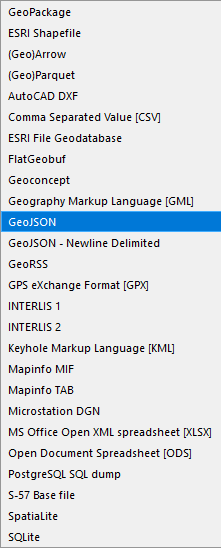 GeoPackage
ESRI Shapefile
(Geo)Arrow
(Geo)Parquet
AutoCAD DXF
Comma Separated Value [CSV]
ESRI File Geodatabase
FlatGeobuf
Geoconcept
Geography Markup Language [GML]
GeoJSON
GeoJSON - Newline Delimited
GeoRSS
GPS eXchange Format [GPX]
INTERLIS 1
INTERLIS 2
Keyhole Markup Language [KML]
Mapinfo MIF
Mapinfo TAB
Microstation DGN
MS Office Open XML spreadsheet [XLSX]
Open Document Spreadsheet [ODS]
PostgreSQL SQL dump
S-57 Base file
SpatiaLite
SQLite